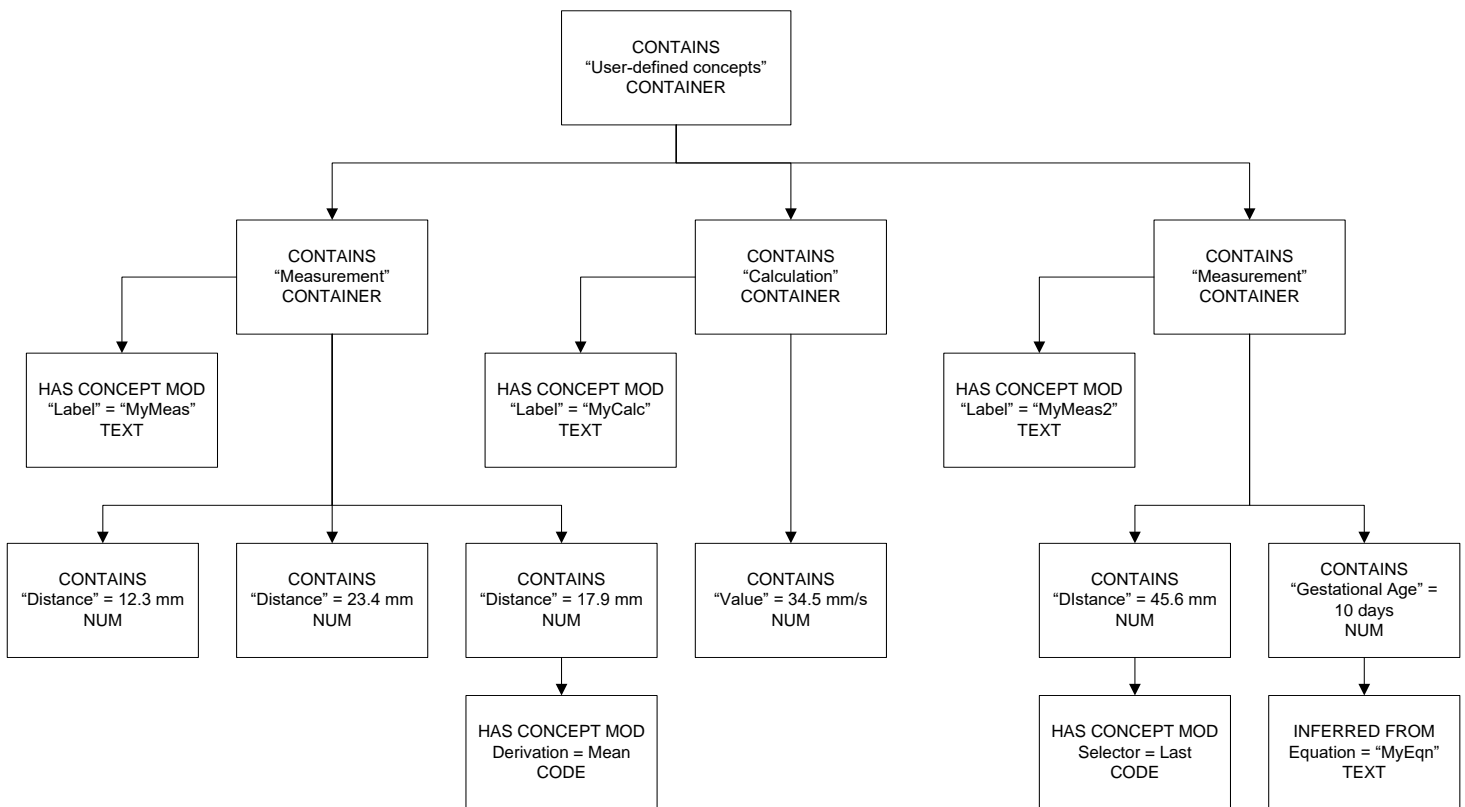 CONTAINS
“User-defined concepts”
CONTAINER
CONTAINS
“Measurement”
CONTAINER
CONTAINS
“Calculation”
CONTAINER
CONTAINS
“Measurement”
CONTAINER
HAS CONCEPT MOD
“Label” = “MyMeas”
TEXT
HAS CONCEPT MOD
“Label” = “MyCalc”
TEXT
HAS CONCEPT MOD
“Label” = “MyMeas2”
TEXT
CONTAINS
“Distance” = 12.3 mm
NUM
CONTAINS
“Distance” = 23.4 mm
NUM
CONTAINS
“Distance” = 17.9 mm
NUM
CONTAINS
“Value” = 34.5 mm/s
NUM
CONTAINS
“DIstance” = 45.6 mm
NUM
CONTAINS
“Gestational Age” =
10 days
NUM
HAS CONCEPT MOD
Derivation = Mean
CODE
HAS CONCEPT MOD
Selector = Last
CODE
INFERRED FROM
Equation = “MyEqn”
TEXT